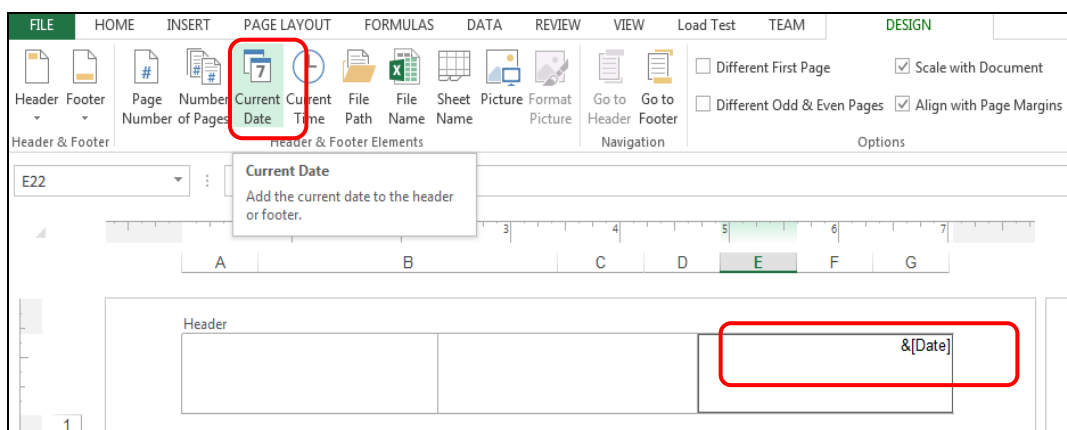 FILE HOME INSERT PAGE LAYOUT FORMULAS DATA REVIEW VIEW Load Test TEAM DESIGN
# # 7 Different First Page Scale with Document
Header Footer Page Number Current Current File File Sheet Picture Format Go to Go to Different Odd & Even Pages Align with Page Margins
Number of Pages Date Time Path Name Name Picture Header Footer
Header & Footer Header & Footer Elements Navigation Options
Current Date
E22
Add the current date to the header
or footer.
3 4 5 6 7
A B C D E F G
Header
&[Date]
1